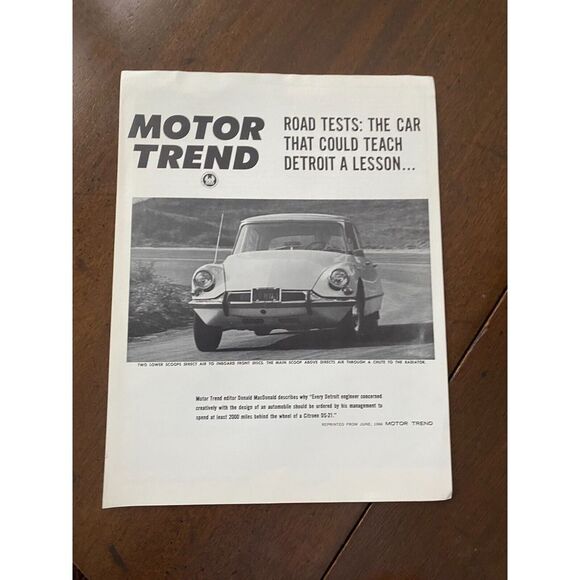 MOTOR
TREND
ROAD TESTS: THE CAR
THAT COULD TEACH
DETROIT A LESSON...
TWO LOWER SCOOPS DIRECT AIR TO INBOARD FRONT DISCS. THE MAIN SCOOP ABOVE DIRECTS AIR THROUGH A CHUTE TO THE RADIATOR.
Motor Trend editor Donald MacDonald describes why "Every Detroit engineer concerned
creatively with the design of an automobile should be ordered by his management to
spend at least 2000 miles behind the wheel of a Citroen DS-21."
REPRINTED FROM JUNE, 1966 MOTOR TREND